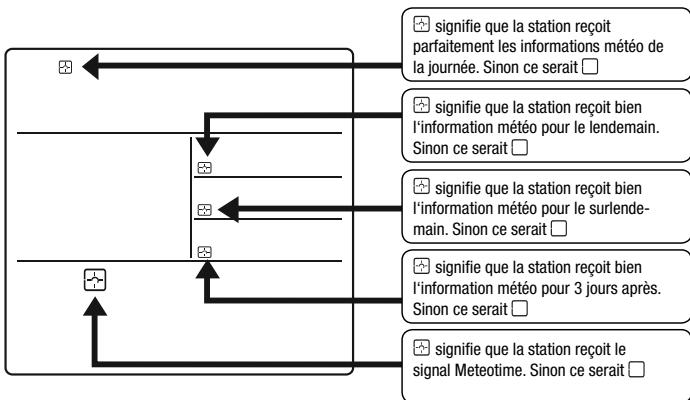 signifie que la station reçoit
parfaitement les informations météo de
la journée. Sinon ce serait
signifie que la station reçoit bien
l'information météo pour le lendemain.
Sinon ce serait
signifie que la station reçoit bien
l'information météo pour le surlende-
main. Sinon ce serait
signifie que la station reçoit bien
l'information météo pour 3 jours après.
Sinon ce serait
signifie que la station reçoit le
signal Meteotime. Sinon ce serait